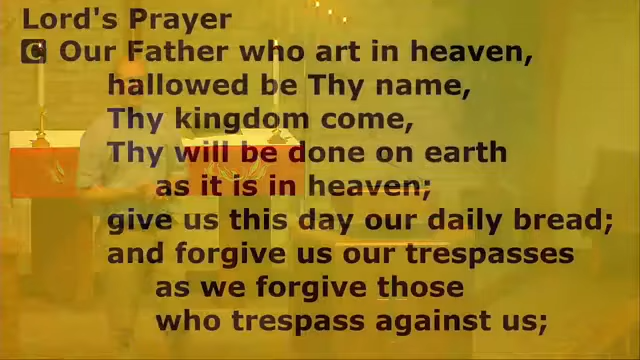 Lord's Prayer
C Our Father who art in heaven,
hallowed be Thy name,
Thy kingdom come,
Thy will be done on earth
as it is in heaven;
give us this day our daily bread;
and forgive us our trespasses
as we forgive those
who trespass against us;